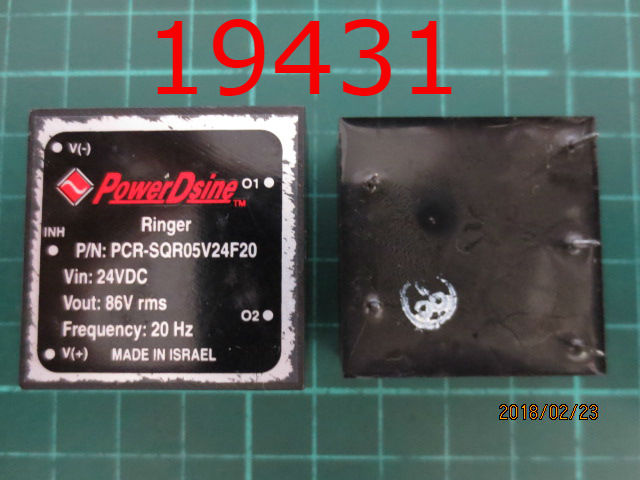 19431
V(-)
PowerDsine™
O1
Ringer
INH
P/N: PCR-SQR05V24F20
Vin: 24VDC
Vout: 86V rms
O2
Frequency: 20 Hz
V(+) MADE IN ISRAEL
2018/02/23